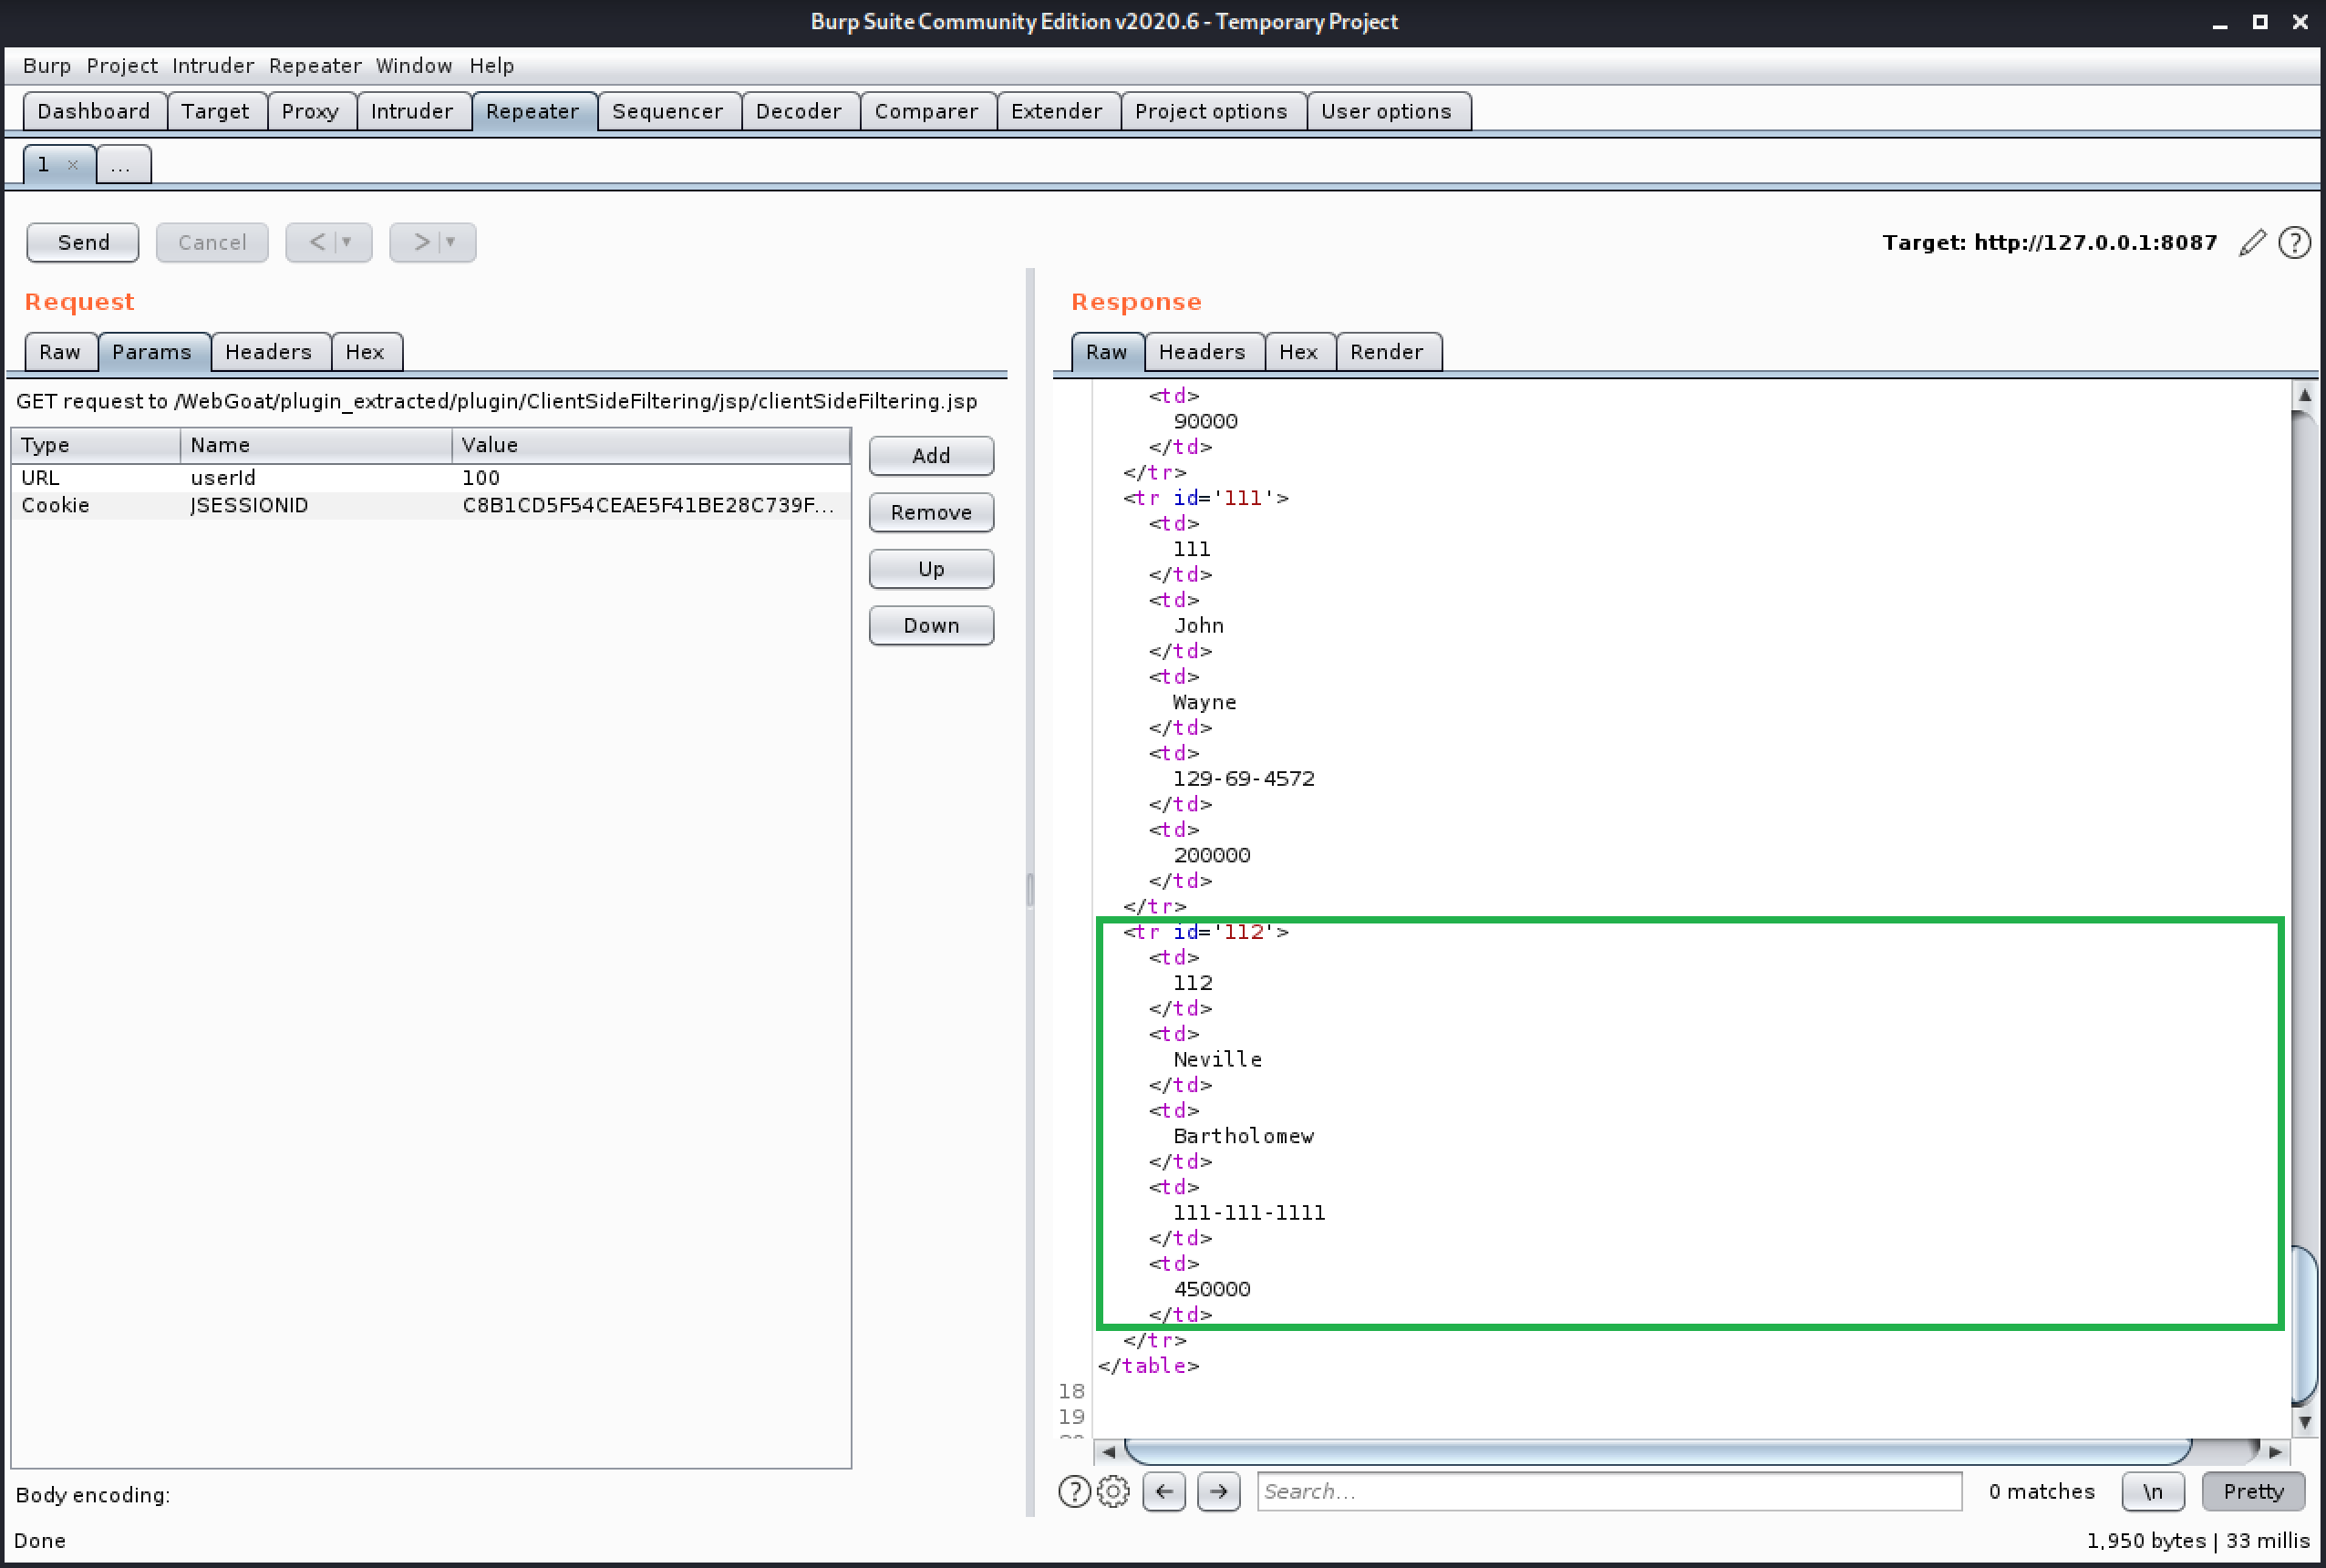 Burp Suite Community Edition v2020.6 - Temporary Project
Burp Project Intruder Repeater Window Help
Dashboard Target Proxy Intruder Repeater Sequencer Decoder Comparer Extender Project options User options
1 × ...
Send Cancel < ▼ > ▼ Target: http://127.0.0.1:8087 ?
Request
Raw Params Headers Hex
GET request to /WebGoat/plugin_extracted/plugin/ClientSideFiltering/jsp/clientSideFiltering.jsp
Type Name Value
URL userId 100
Cookie JSESSIONID C8B1CD5F54CEAE5F41BE28C739F...
Add
Remove
Up
Down
Body encoding:
Response
Raw Headers Hex Render
<td>
90000
</td>
</tr>
<tr id='111'>
<td>
111
</td>
<td>
John
</td>
<td>
Wayne
</td>
<td>
129-69-4572
</td>
<td>
200000
</td>
</tr>
<tr id='112'>
<td>
112
</td>
<td>
Neville
</td>
<td>
Bartholomew
</td>
<td>
111-111-1111
</td>
<td>
450000
</td>
</tr>
</table>
18
19
? ← → Search... 0 matches \n Pretty
Done 1,950 bytes | 33 millis